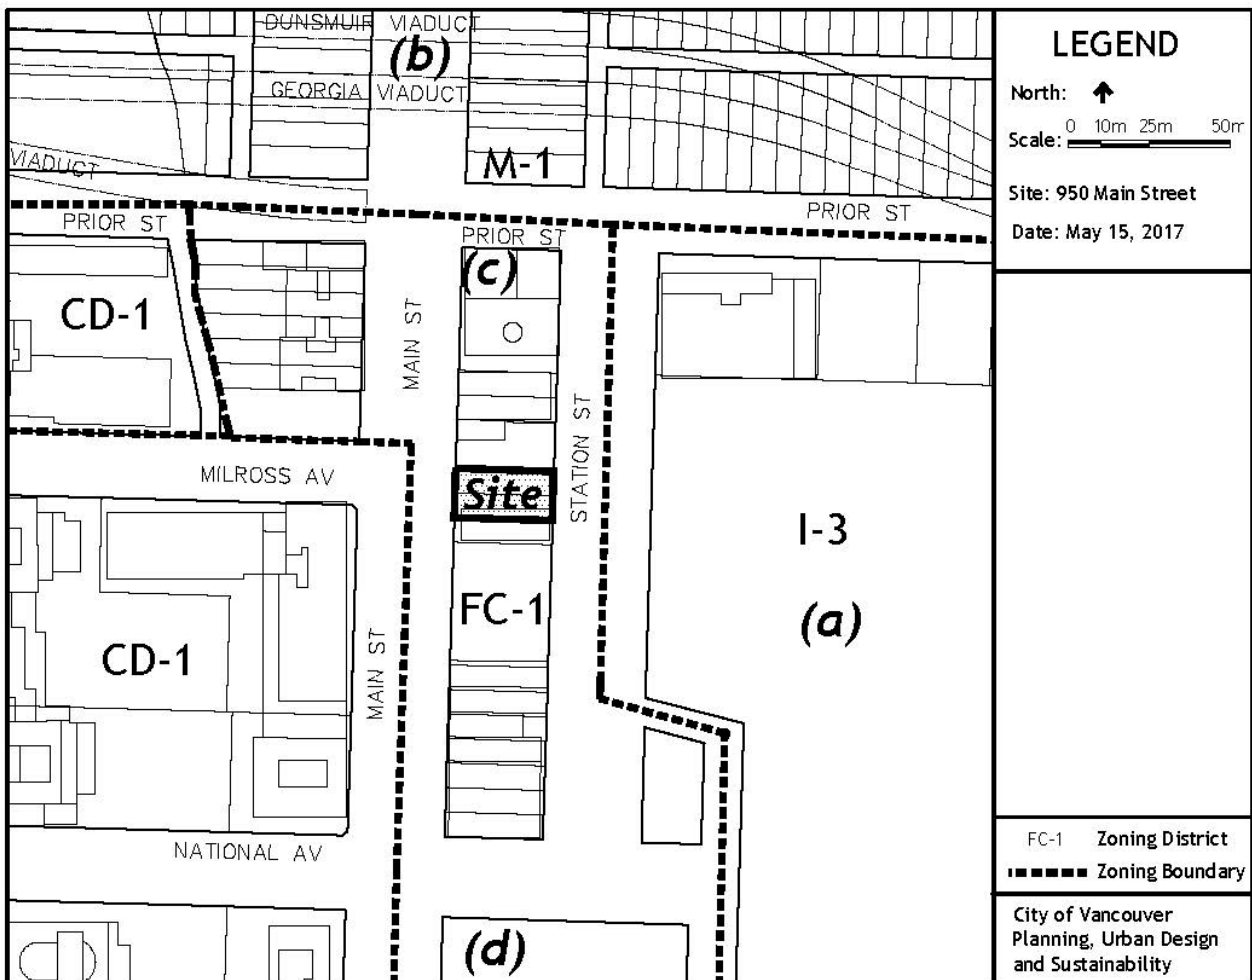 DUNSMUIR VIADUCT
(b)
GEORGIA VIADUCT
M-1
VIADUCT
PRIOR ST
PRIOR ST
PRIOR ST
(c)
CD-1
MAIN ST
STATION ST
MILROSS AV
Site
I-3
FC-1
(a)
CD-1
MAIN ST
NATIONAL AV
(d)
LEGEND
North:
Scale: 0 10m 25m 50m
Site: 950 Main Street
Date: May 15, 2017
FC-1 Zoning District
Zoning Boundary
City of Vancouver
Planning, Urban Design
and Sustainability